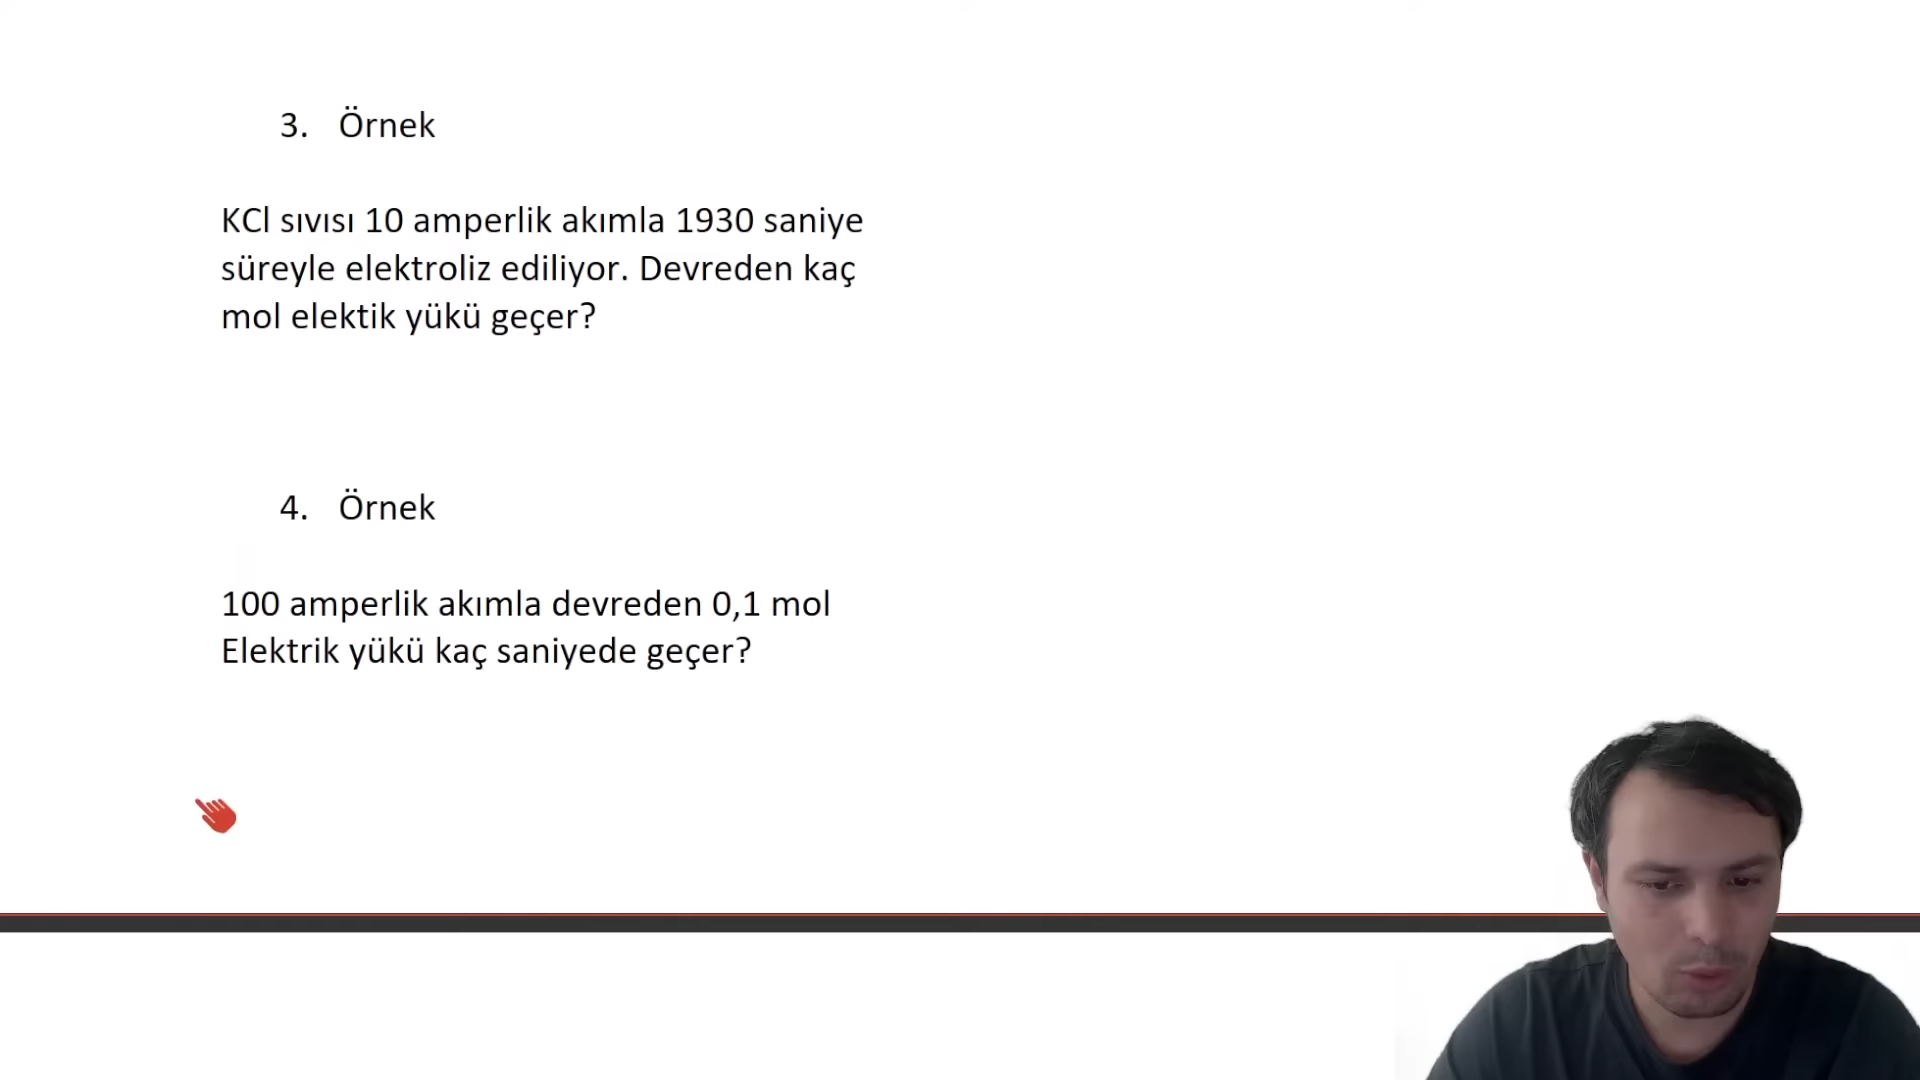 3. Örnek
KCl sıvısı 10 amperlik akımla 1930 saniye
süreyle elektroliz ediliyor. Devreden kaç
mol elektik yükü geçer?
4. Örnek
100 amperlik akımla devreden 0,1 mol
Elektrik yükü kaç saniyede geçer?